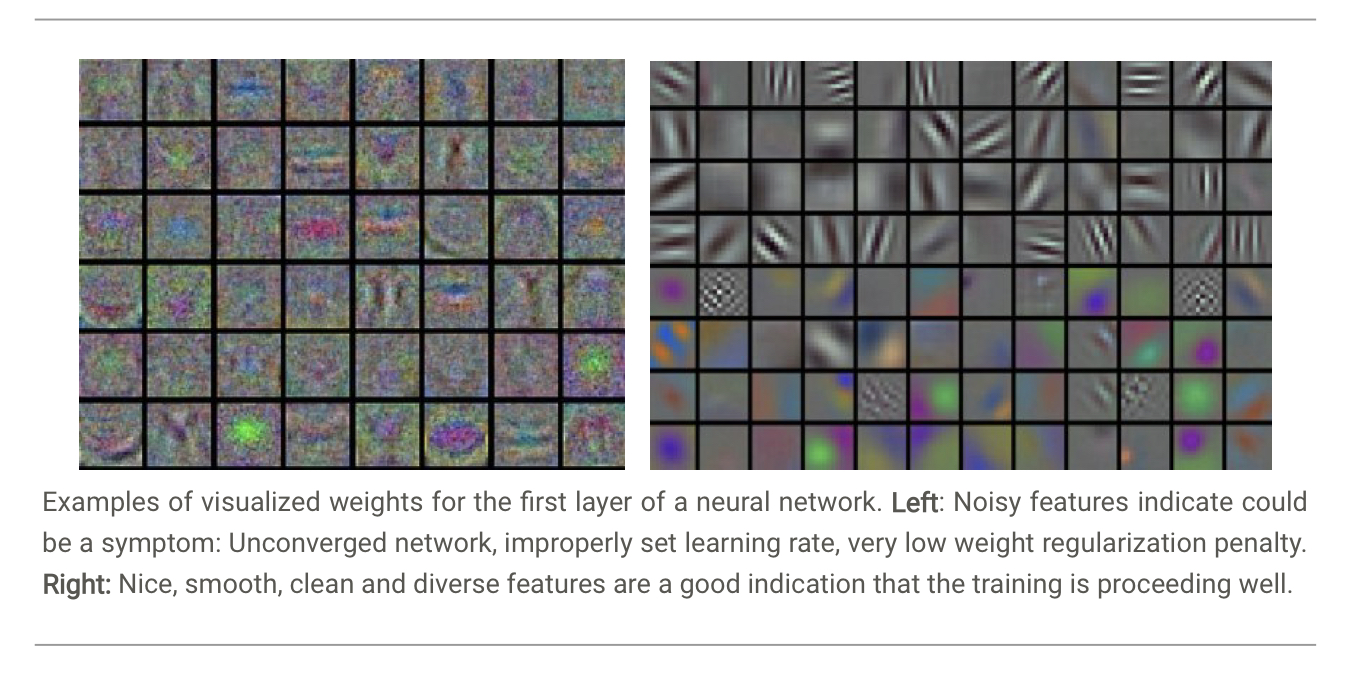 Examples of visualized weights for the first layer of a neural network. Left: Noisy features indicate could
be a symptom: Unconverged network, improperly set learning rate, very low weight regularization penalty.
Right: Nice, smooth, clean and diverse features are a good indication that the training is proceeding well.